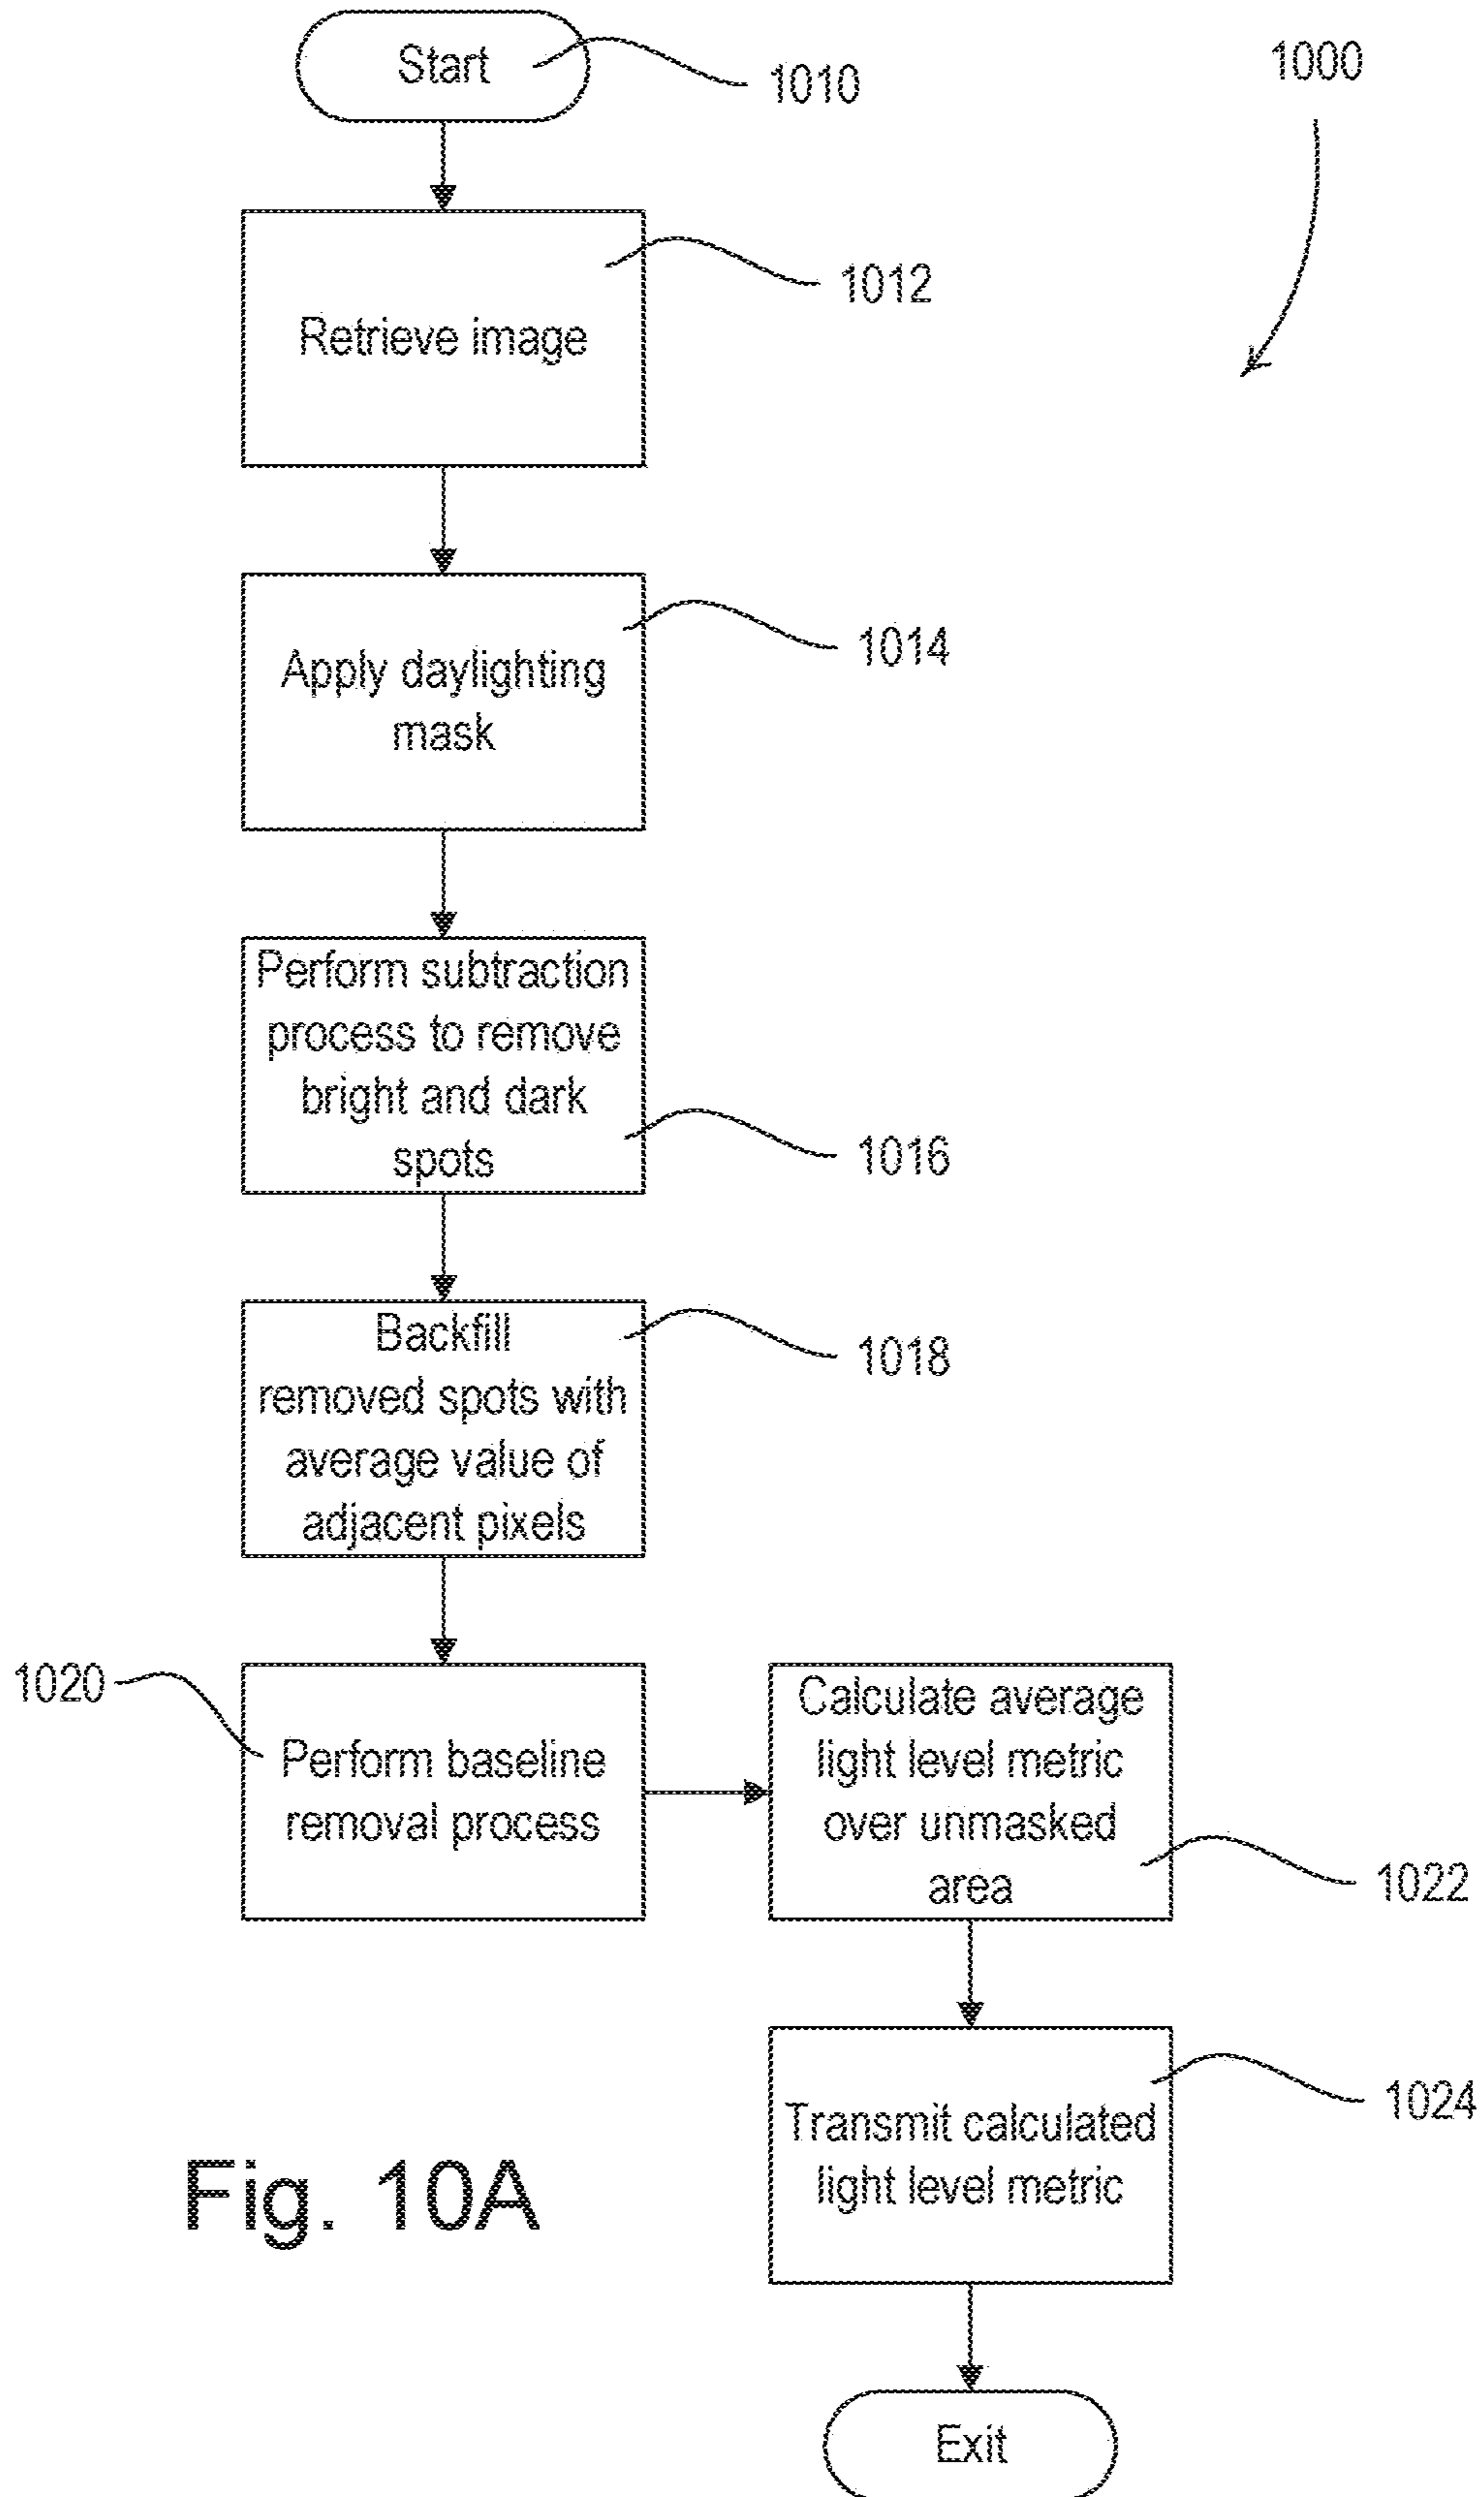 Start
1010
1000
1012
Retrieve image
1014
Apply daylighting
mask
Perform subtraction
process to remove
bright and dark
spots
1016
Backfill
removed spots with
average value of
adjacent pixels
1018
1020
Perform baseline
removal process
Calculate average
light level metric
over unmasked
area
1022
1024
Transmit calculated
light level metric
Fig. 10A
Exit